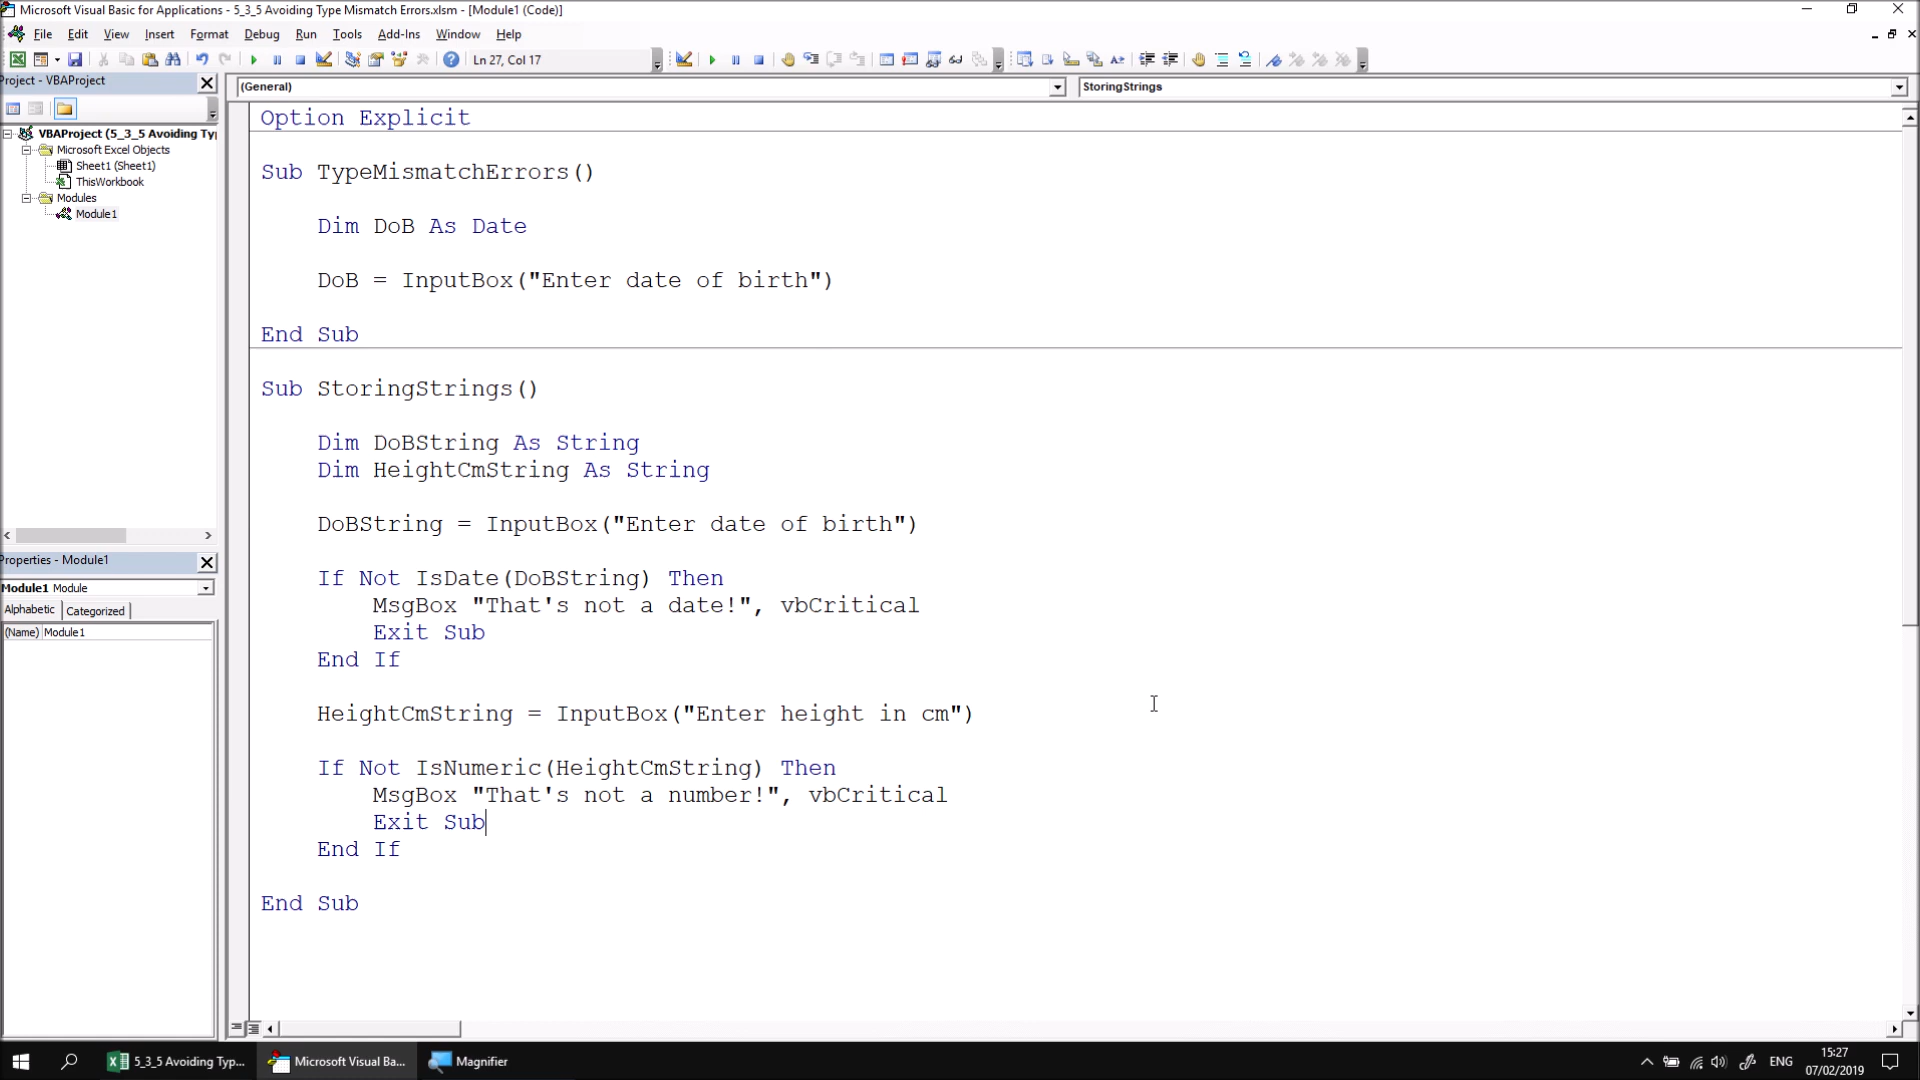 Microsoft Visual Basic for Applications - 5_3_5 Avoiding Type Mismatch Errors.xlsm - [Module1 (Code)]
File Edit View Insert Format Debug Run Tools Add-Ins Window Help
Ln 27, Col 17
Project - VBAProject
(General) StoringStrings
VBAProject (5_3_5 Avoiding Ty
Microsoft Excel Objects
Sheet1 (Sheet1)
ThisWorkbook
Modules
Module1
Properties - Module1
Module1 Module
Alphabetic Categorized
(Name) Module1
Option Explicit
Sub TypeMismatchErrors()
Dim DoB As Date
DoB = InputBox("Enter date of birth")
End Sub
Sub StoringStrings()
Dim DoBString As String
Dim HeightCmString As String
DoBString = InputBox("Enter date of birth")
If Not IsDate(DoBString) Then
MsgBox "That's not a date!", vbCritical
Exit Sub
End If
HeightCmString = InputBox("Enter height in cm")
If Not IsNumeric(HeightCmString) Then
MsgBox "That's not a number!", vbCritical
Exit Sub
End If
End Sub
5_3_5 Avoiding Typ... Microsoft Visual Ba... Magnifier ENG 15:27
07/02/2019